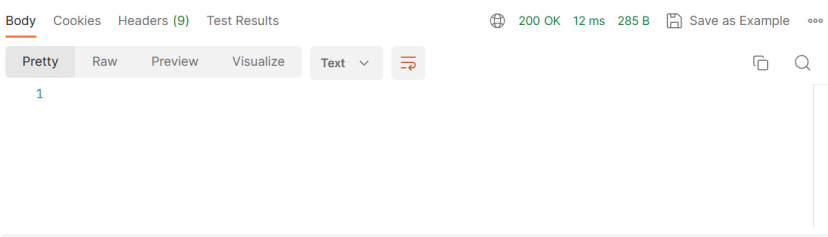 Body Cookies Headers (9) Test Results 200 OK 12 ms 285 B Save as Example
Pretty Raw Preview Visualize Text
1